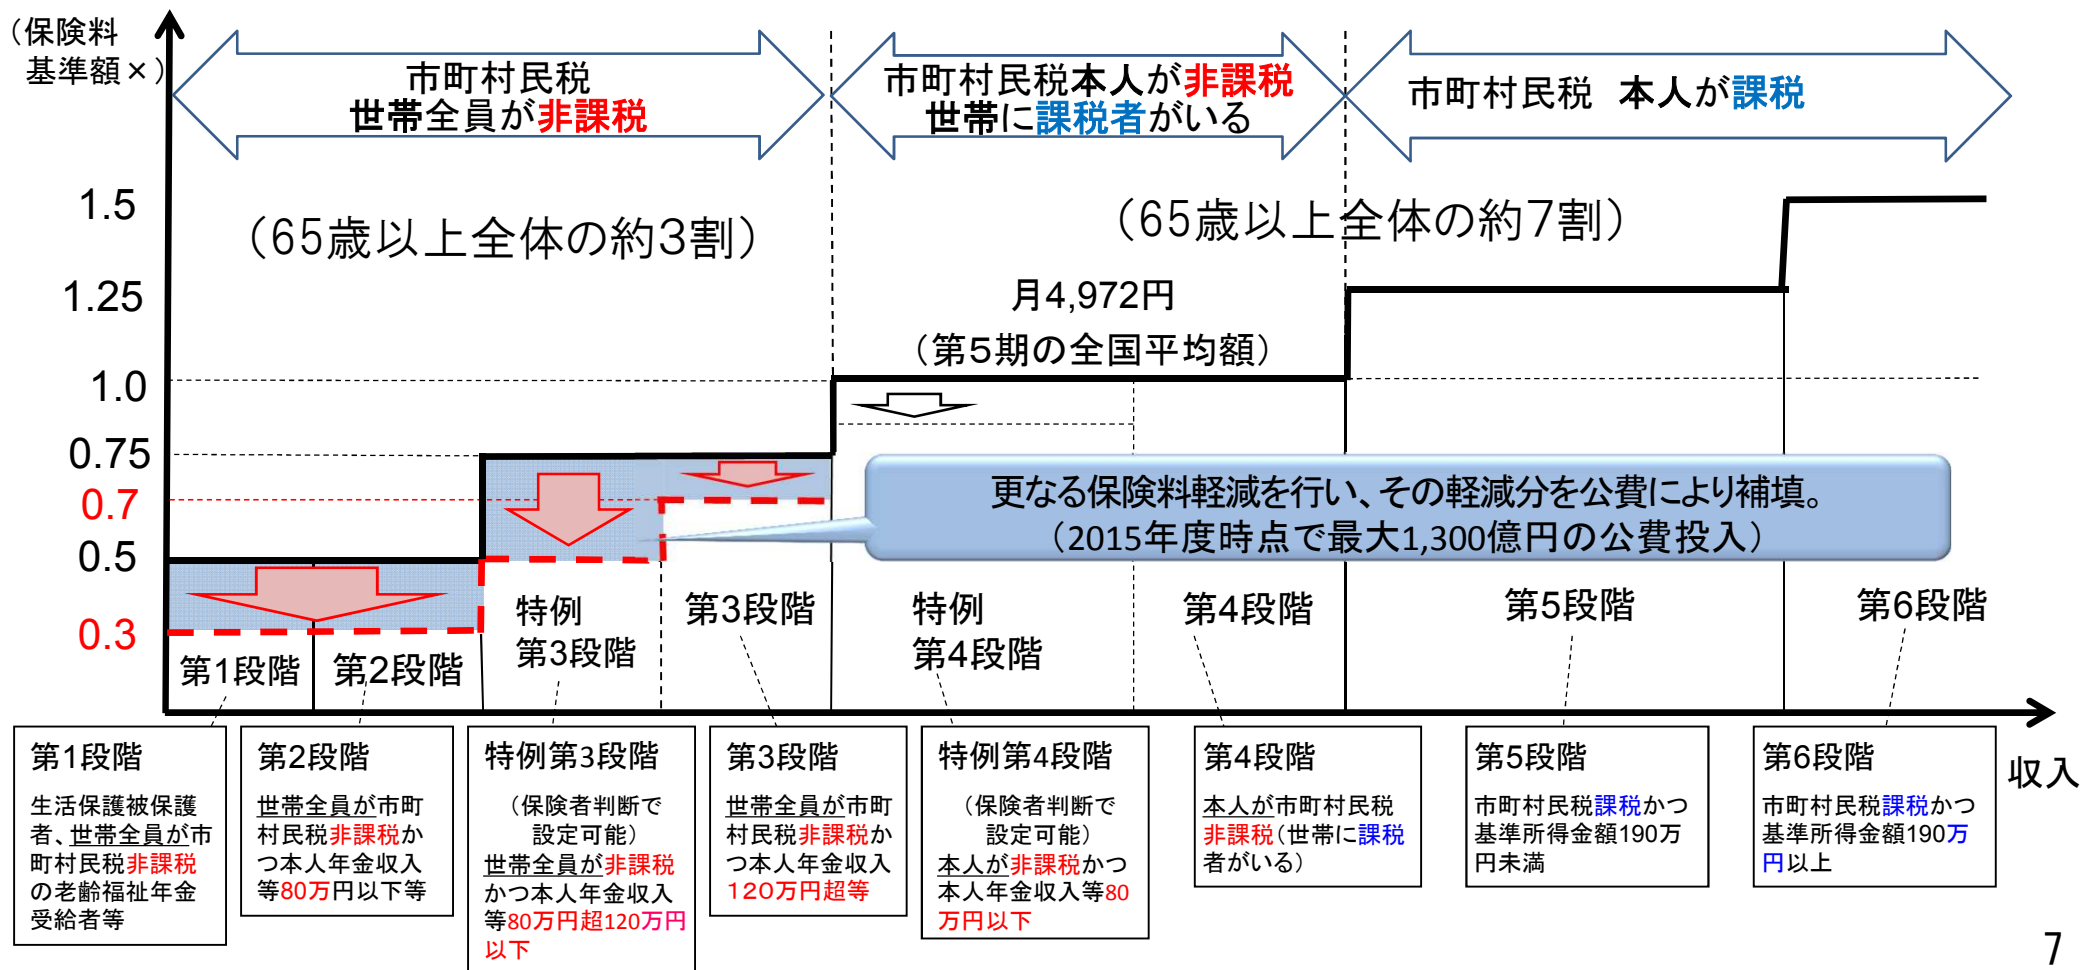 (保険料
基準額×)
市町村民税
世帯全員が非課税
市町村民税本人が非課税
世帯に課税者がいる
市町村民税 本人が課税
(65歳以上全体の約3割)
(65歳以上全体の約7割)
1.5
1.25
1.0
0.75
0.7
0.5
0.3
月4,972円
(第5期の全国平均額)
更なる保険料軽減を行い、その軽減分を公費により補填。
(2015年度時点で最大1,300億円の公費投入)
第1段階
第2段階
特例
第3段階
第3段階
特例
第4段階
第4段階
第5段階
第6段階
収入
第1段階
生活保護被保護
者、世帯全員が市
町村民税非課税
の老齢福祉年金
受給者等
第2段階
世帯全員が市町
村民税非課税か
つ本人年金収入
等80万円以下等
特例第3段階
(保険者判断で
設定可能)
世帯全員が非課税
かつ本人年金収入
等80万円超120万円
以下
第3段階
世帯全員が市町
村民税非課税か
つ本人年金収入
120万円超等
特例第4段階
(保険者判断で
設定可能)
本人が非課税かつ
本人年金収入等80
万円以下
第4段階
本人が市町村民税
非課税(世帯に課税
者がいる)
第5段階
市町村民税課税かつ
基準所得金額190万
円未満
第6段階
市町村民税課税かつ
基準所得金額190万
円以上
7